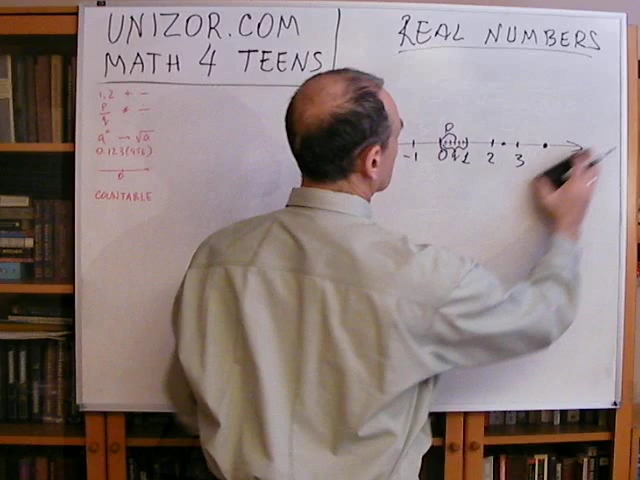 UNIZOR.COM
MATH 4 TEENS
REAL NUMBERS
1,2 + -
p/q * ÷
aⁿ — √a
0.123(456)
0
COUNTABLE
p
-1 0 q 1 2 3